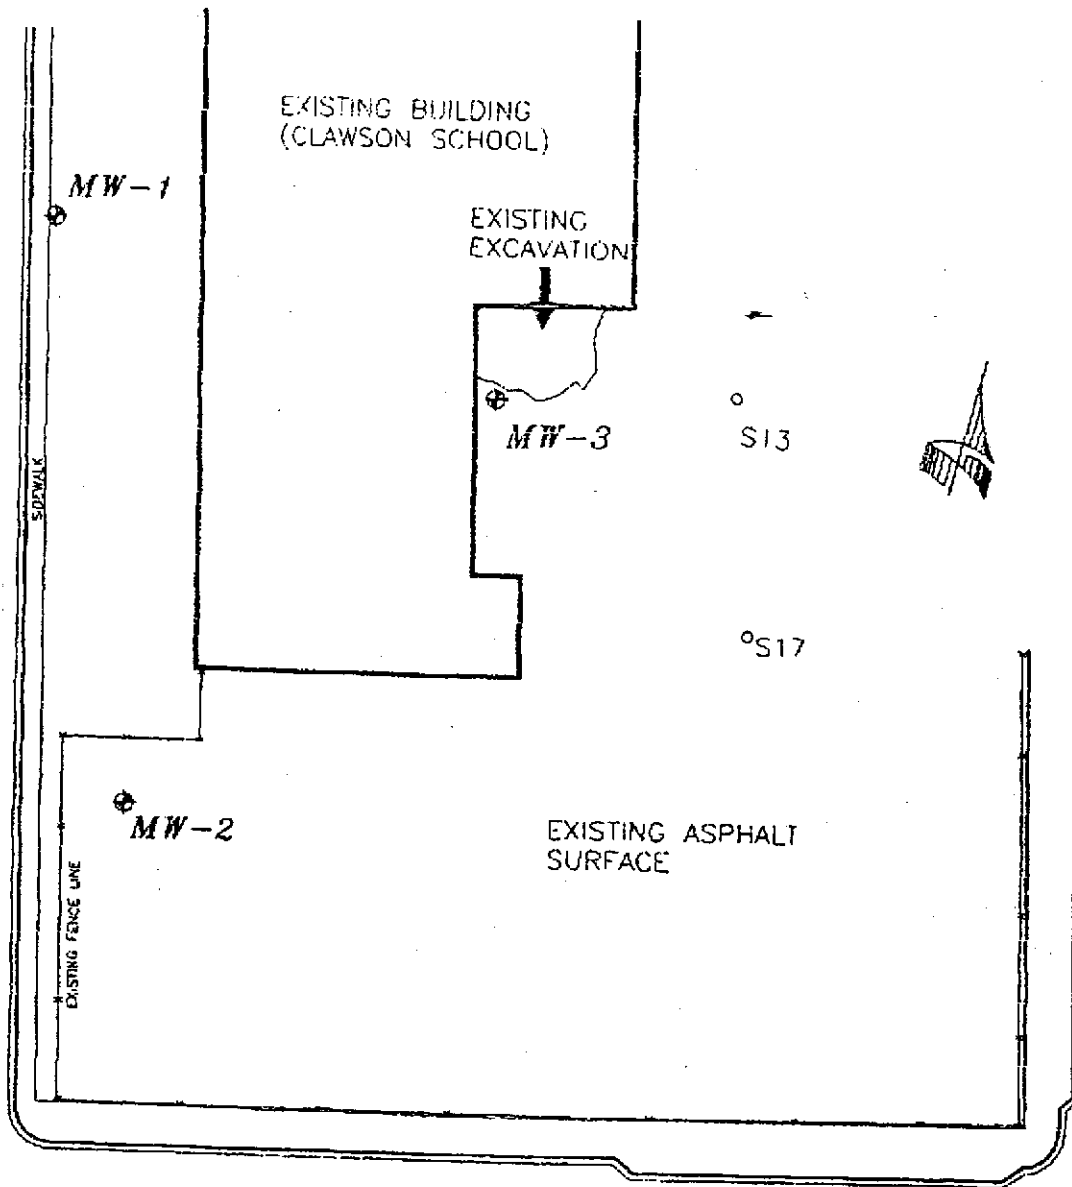 EXISTING BUILDING
(CLAWSON SCHOOL)
MW-1
EXISTING
EXCAVATION
MW-3
S13
SIDEWALK
S17
MW-2
EXISTING ASPHALT
SURFACE
EXISTING FENCE LINE